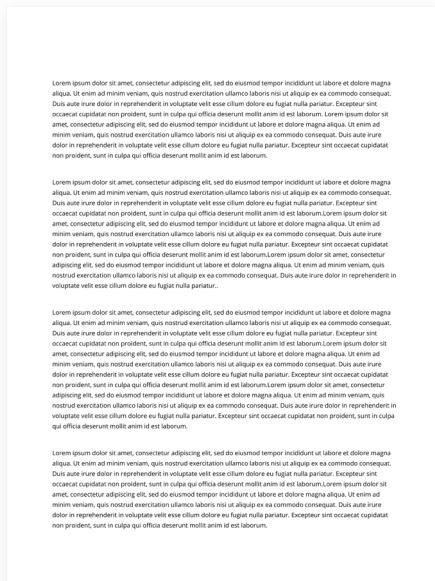 Lorem ipsum dolor sit amet, consectetur adipiscing elit, sed do eiusmod tempor incididunt ut labore et dolore magna
aliqua. Ut enim ad minim veniam, quis nostrud exercitation ullamco laboris nisi ut aliquip ex ea commodo consequat.
Duis aute irure dolor in reprehenderit in voluptate velit esse cillum dolore eu fugiat nulla pariatur. Excepteur sint
occaecat cupidatat non proident, sunt in culpa qui officia deserunt mollit anim id est laborum. Lorem ipsum dolor sit
amet, consectetur adipiscing elit, sed do eiusmod tempor incididunt ut labore et dolore magna aliqua. Ut enim ad
minim veniam, quis nostrud exercitation ullamco laboris nisi ut aliquip ex ea commodo consequat. Duis aute irure
dolor in reprehenderit in voluptate velit esse cillum dolore eu fugiat nulla pariatur. Excepteur sint occaecat cupidatat
non proident, sunt in culpa qui officia deserunt mollit anim id est laborum.
Lorem ipsum dolor sit amet, consectetur adipiscing elit, sed do eiusmod tempor incididunt ut labore et dolore magna
aliqua. Ut enim ad minim veniam, quis nostrud exercitation ullamco laboris nisi ut aliquip ex ea commodo consequat.
Duis aute irure dolor in reprehenderit in voluptate velit esse cillum dolore eu fugiat nulla pariatur. Excepteur sint
occaecat cupidatat non proident, sunt in culpa qui officia deserunt mollit anim id est laborum.Lorem ipsum dolor sit
amet, consectetur adipiscing elit, sed do eiusmod tempor incididunt ut labore et dolore magna aliqua. Ut enim ad
minim veniam, quis nostrud exercitation ullamco laboris nisi ut aliquip ex ea commodo consequat. Duis aute irure
dolor in reprehenderit in voluptate velit esse cillum dolore eu fugiat nulla pariatur. Excepteur sint occaecat cupidatat
non proident, sunt in culpa qui officia deserunt mollit anim id est laborum.Lorem ipsum dolor sit amet, consectetur
adipiscing elit, sed do eiusmod tempor incididunt ut labore et dolore magna aliqua. Ut enim ad minim veniam, quis
nostrud exercitation ullamco laboris nisi ut aliquip ex ea commodo consequat. Duis aute irure dolor in reprehenderit in
voluptate velit esse cillum dolore eu fugiat nulla pariatur..
Lorem ipsum dolor sit amet, consectetur adipiscing elit, sed do eiusmod tempor incididunt ut labore et dolore magna
aliqua. Ut enim ad minim veniam, quis nostrud exercitation ullamco laboris nisi ut aliquip ex ea commodo consequat.
Duis aute irure dolor in reprehenderit in voluptate velit esse cillum dolore eu fugiat nulla pariatur. Excepteur sint
occaecat cupidatat non proident, sunt in culpa qui officia deserunt mollit anim id est laborum.Lorem ipsum dolor sit
amet, consectetur adipiscing elit, sed do eiusmod tempor incididunt ut labore et dolore magna aliqua. Ut enim ad
minim veniam, quis nostrud exercitation ullamco laboris nisi ut aliquip ex ea commodo consequat. Duis aute irure
dolor in reprehenderit in voluptate velit esse cillum dolore eu fugiat nulla pariatur. Excepteur sint occaecat cupidatat
non proident, sunt in culpa qui officia deserunt mollit anim id est laborum.Lorem ipsum dolor sit amet, consectetur
adipiscing elit, sed do eiusmod tempor incididunt ut labore et dolore magna aliqua. Ut enim ad minim veniam, quis
nostrud exercitation ullamco laboris nisi ut aliquip ex ea commodo consequat. Duis aute irure dolor in reprehenderit in
voluptate velit esse cillum dolore eu fugiat nulla pariatur. Excepteur sint occaecat cupidatat non proident, sunt in culpa
qui officia deserunt mollit anim id est laborum.
Lorem ipsum dolor sit amet, consectetur adipiscing elit, sed do eiusmod tempor incididunt ut labore et dolore magna
aliqua. Ut enim ad minim veniam, quis nostrud exercitation ullamco laboris nisi ut aliquip ex ea commodo consequat.
Duis aute irure dolor in reprehenderit in voluptate velit esse cillum dolore eu fugiat nulla pariatur. Excepteur sint
occaecat cupidatat non proident, sunt in culpa qui officia deserunt mollit anim id est laborum.Lorem ipsum dolor sit
amet, consectetur adipiscing elit, sed do eiusmod tempor incididunt ut labore et dolore magna aliqua. Ut enim ad
minim veniam, quis nostrud exercitation ullamco laboris nisi ut aliquip ex ea commodo consequat. Duis aute irure
dolor in reprehenderit in voluptate velit esse cillum dolore eu fugiat nulla pariatur. Excepteur sint occaecat cupidatat
non proident, sunt in culpa qui officia deserunt mollit anim id est laborum.